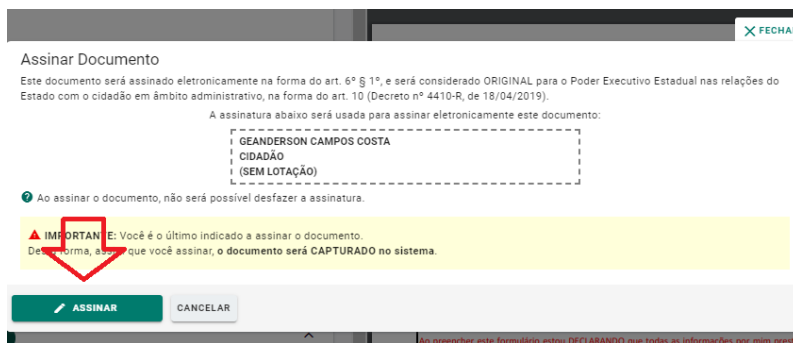 FECHA
Assinar Documento
Este documento será assinado eletronicamente na forma do art. 6º § 1º, e será considerado ORIGINAL para o Poder Executivo Estadual nas relações do
Estado com o cidadão em âmbito administrativo, na forma do art. 10 (Decreto nº 4410-R, de 18/04/2019).
A assinatura abaixo será usada para assinar eletronicamente este documento:
GEANDERSON CAMPOS COSTA
CIDADÃO
(SEM LOTAÇÃO)
Ao assinar o documento, não será possível desfazer a assinatura.
IMPORTANTE: Você é o último indicado a assinar o documento.
Desta forma, assim que você assinar, o documento será CAPTURADO no sistema.
ASSINAR
CANCELAR
Ao preencher este formulário estou DECLARANDO que todas as informações por mim prest